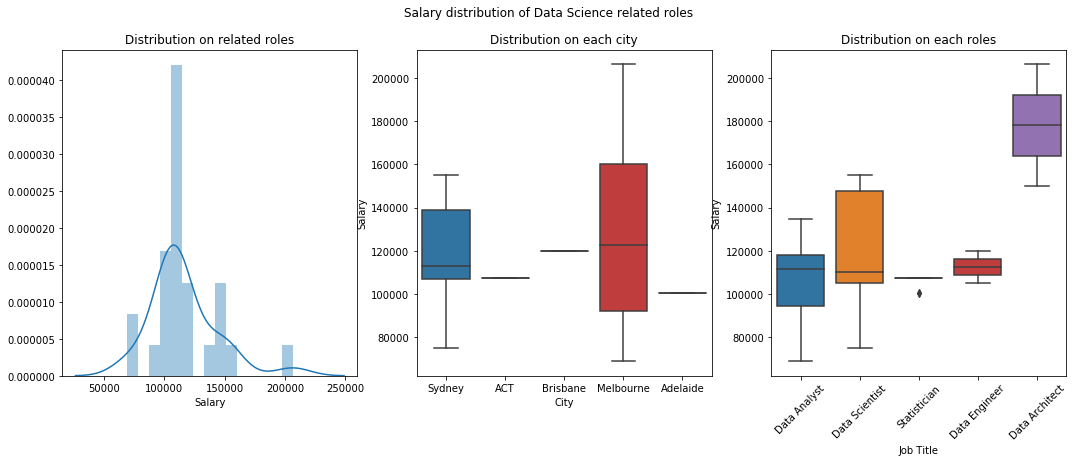 Salary distribution of Data Science related roles
Distribution on related roles
0.000040
0.000035
0.000030
0.000025
0.000020
0.000015
0.000010
0.000005
0.000000
50000 100000 150000 200000 250000
Salary
Distribution on each city
Salary
200000
180000
160000
140000
120000
100000
80000
Sydney ACT Brisbane Melbourne Adelaide
City
Distribution on each roles
Salary
200000
180000
160000
140000
120000
100000
80000
Data Analyst
Data Scientist
Statistician
Data Engineer
Data Architect
Job Title